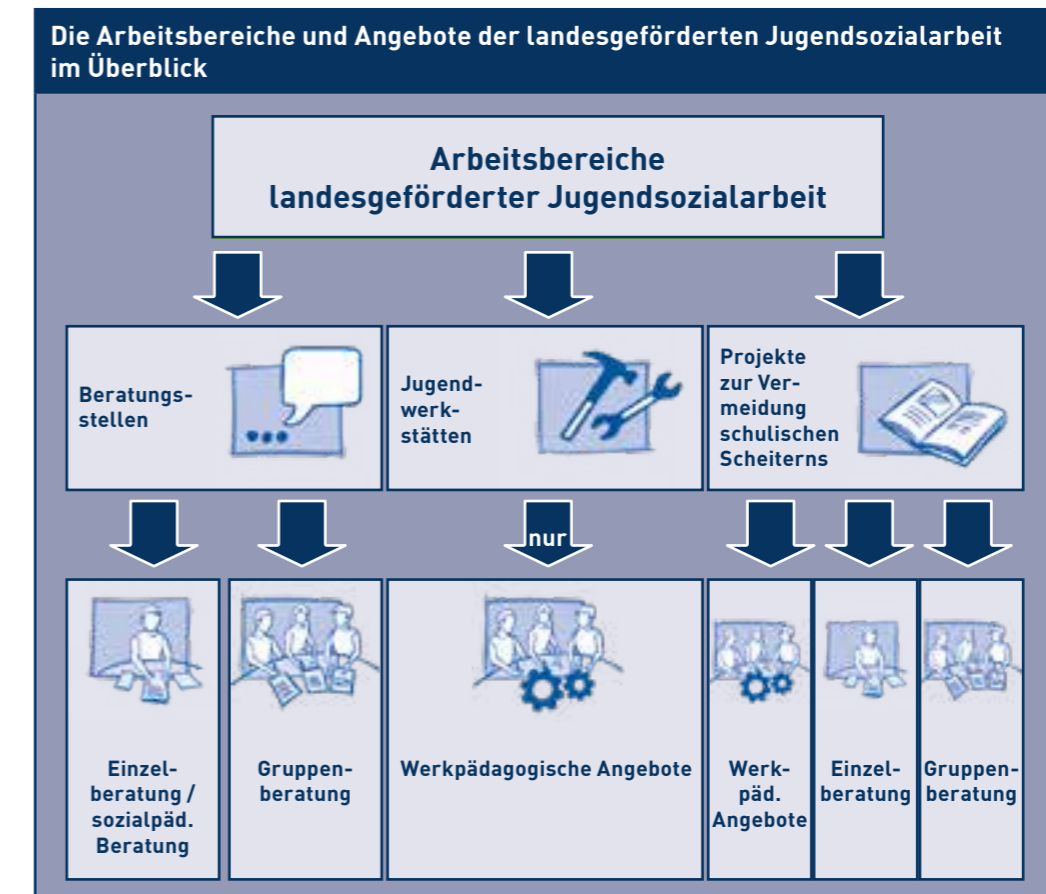 Die Arbeitsbereiche und Angebote der landesgeförderten Jugendsozialarbeit
im Überblick
Arbeitsbereiche
landesgeförderter Jugendsozialarbeit
Beratungs-
stellen
Jugend-
werk-
stätten
Projekte
zur Ver-
meidung
schulischen
Scheiterns
nur
Einzel-
beratung /
sozialpäd.
Beratung
Gruppen-
beratung
Werkpädagogische Angebote
Werk-
päd.
Angebote
Einzel-
beratung
Gruppen-
beratung